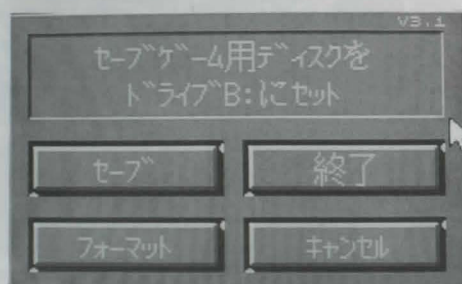 V3.1
セーブゲーム用ディスクを
ドライブB:にセット
セーブ
終了
フォーマット
キャンセル